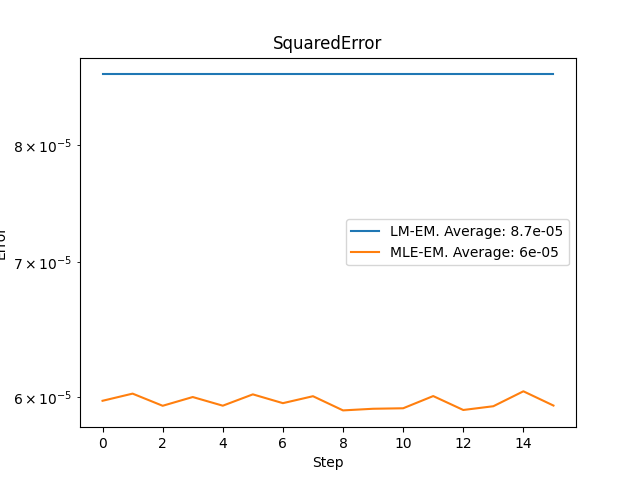 SquaredError
8 × 10⁻⁵
7 × 10⁻⁵
6 × 10⁻⁵
Error
LM-EM. Average: 8.7e-05
MLE-EM. Average: 6e-05
0 2 4 6 8 10 12 14
Step